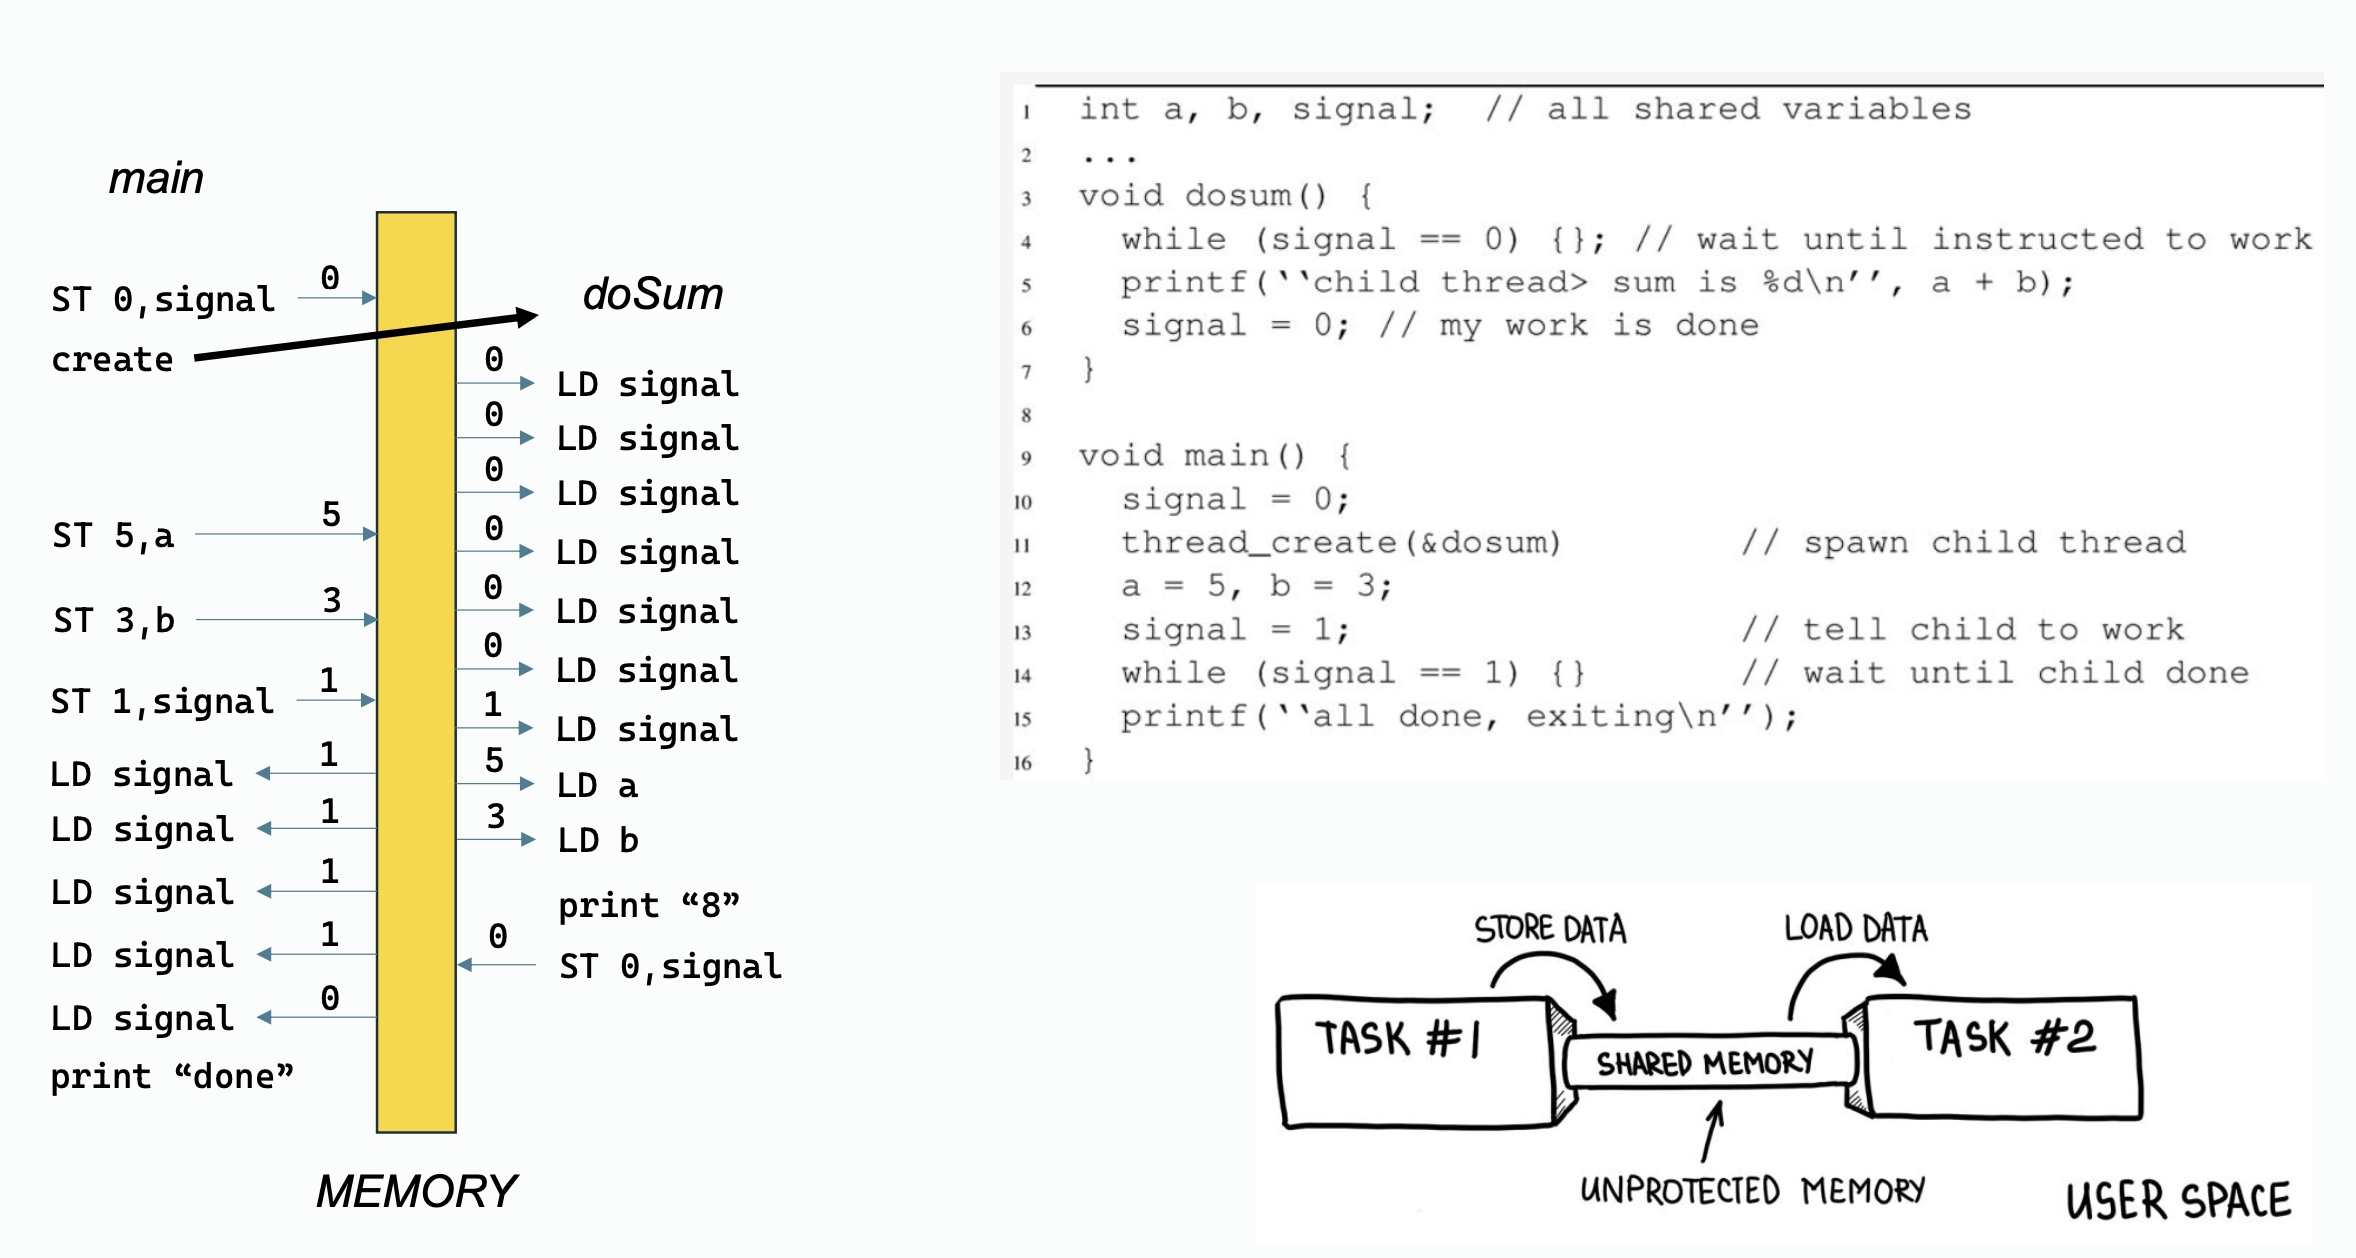 main
ST 0,signal
0
create
doSum
0
LD signal
0
LD signal
0
LD signal
ST 5,a
5
0
LD signal
ST 3,b
3
0
LD signal
0
LD signal
ST 1,signal
1
1
LD signal
LD signal
1
5
LD a
LD signal
1
3
LD b
LD signal
1
print “8”
LD signal
1
0
ST 0,signal
LD signal
0
print “done”
MEMORY
1 int a, b, signal; // all shared variables
2 ...
3 void dosum() {
4 while (signal == 0) {}; // wait until instructed to work
5 printf(‘‘child thread> sum is %d\n’’, a + b);
6 signal = 0; // my work is done
7 }
8
9 void main() {
10 signal = 0;
11 thread_create(&dosum) // spawn child thread
12 a = 5, b = 3;
13 signal = 1; // tell child to work
14 while (signal == 1) {} // wait until child done
15 printf(‘‘all done, exiting\n’’);
16 }
STORE DATA
LOAD DATA
TASK #1
SHARED MEMORY
TASK #2
UNPROTECTED MEMORY
USER SPACE